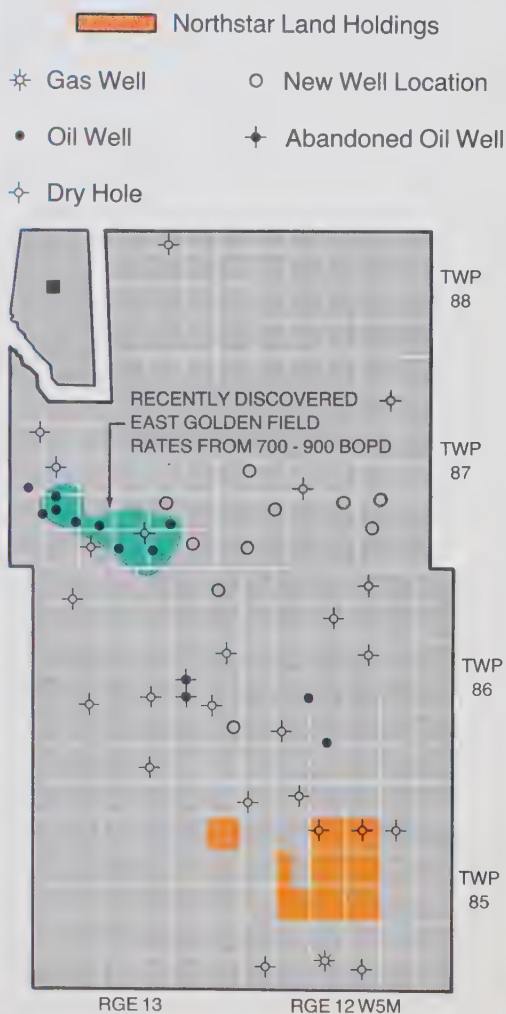 Northstar Land Holdings
Gas Well
New Well Location
Oil Well
Abandoned Oil Well
Dry Hole
TWP
88
RECENTLY DISCOVERED
EAST GOLDEN FIELD
RATES FROM 700 - 900 BOPD
TWP
87
TWP
86
TWP
85
RGE 13
RGE 12 W5M